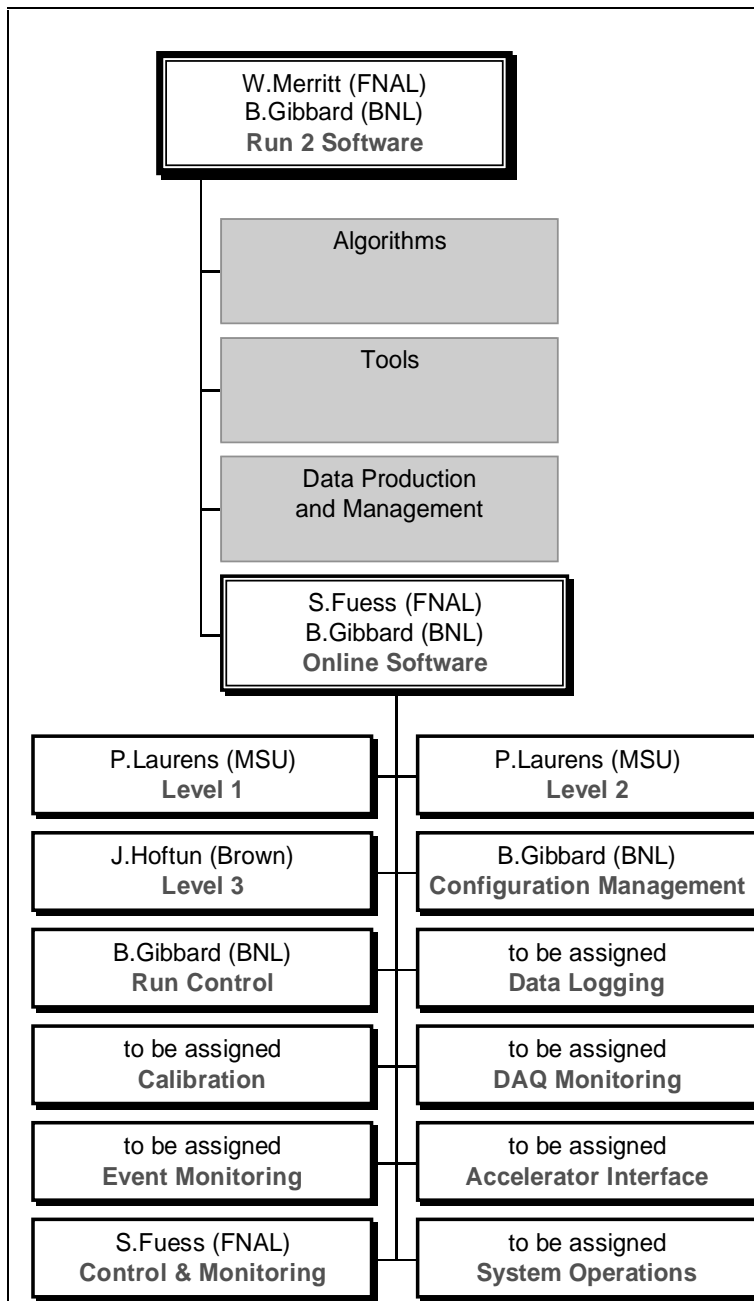 W.Merritt (FNAL)
B.Gibbard (BNL)
Run 2 Software
Algorithms
Tools
Data Production
and Management
S.Fuess (FNAL)
B.Gibbard (BNL)
Online Software
P.Laurens (MSU)
Level 1
P.Laurens (MSU)
Level 2
J.Hoftun (Brown)
Level 3
B.Gibbard (BNL)
Configuration Management
B.Gibbard (BNL)
Run Control
to be assigned
Data Logging
to be assigned
Calibration
to be assigned
DAQ Monitoring
to be assigned
Event Monitoring
to be assigned
Accelerator Interface
S.Fuess (FNAL)
Control & Monitoring
to be assigned
System Operations